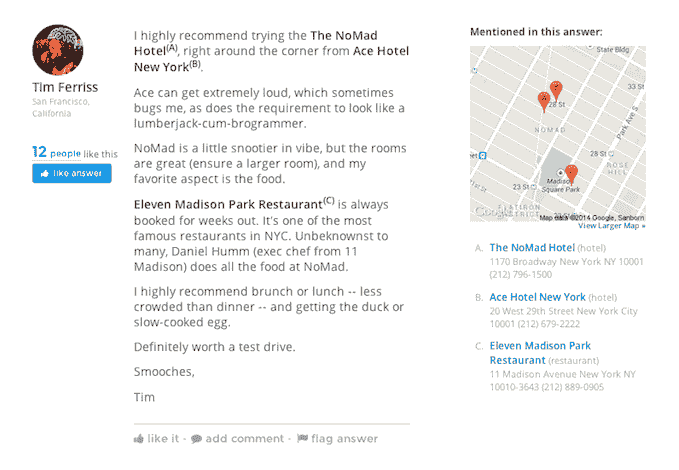 Tim Ferriss
San Francisco,
California
12 people like this
like answer
I highly recommend trying the The NoMad
Hotel(A), right around the corner from Ace Hotel
New York(B).
Ace can get extremely loud, which sometimes
bugs me, as does the requirement to look like a
lumberjack-cum-brogrammer.
NoMad is a little snootier in vibe, but the rooms
are great (ensure a larger room), and my
favorite aspect is the food.
Eleven Madison Park Restaurant(C) is always
booked for weeks out. It's one of the most
famous restaurants in NYC. Unbeknownst to
many, Daniel Humm (exec chef from 11
Madison) does all the food at NoMad.
I highly recommend brunch or lunch -- less
crowded than dinner -- and getting the duck or
slow-cooked egg.
Definitely worth a test drive.
Smooches,
Tim
like it · add comment · flag answer
Mentioned in this answer:
State Bldg
33 St
28 St
Park Ave S
NOMAD
eet
28 St
NOSE
HILL
Madison
Square Park
23 St
23 St
FLATIRON
DISTRICT
Google
Map data ©2014 Google, Sanborn
View Larger Map »
A. The NoMad Hotel (hotel)
1170 Broadway New York NY 10001
(212) 796-1500
B. Ace Hotel New York (hotel)
20 West 29th Street New York City
10001 (212) 679-2222
C. Eleven Madison Park
Restaurant (restaurant)
11 Madison Avenue New York NY
10010-3643 (212) 889-0905